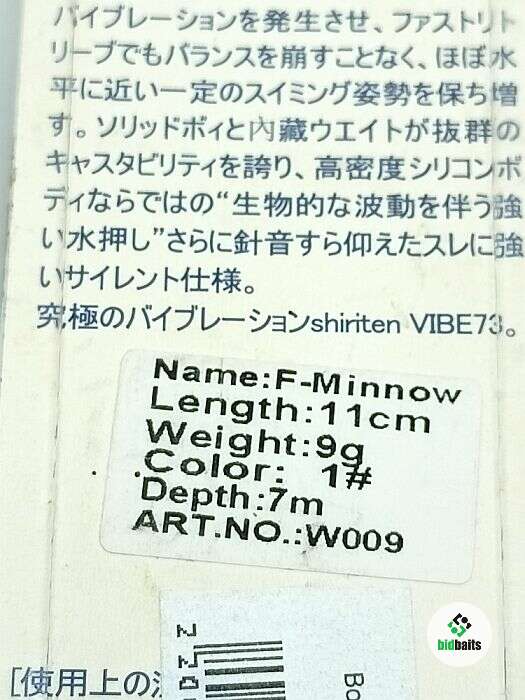 バイブレーションを発生させ、ファストリト
リーブでもバランスを崩すことなく、ほぼ水
平に近い一定のスイミング姿勢を保ち増
す。ソリッドボィと内藏ウエイトが抜群の
キャスタビリティを誇り、高密度シリコンボ
ディならではの“生物的な波動を伴う強
い水押し”さらに針音すら仰えたスレに強
いサイレント仕様。
究極のバイブレーションshiriten VIBE73。
Name:F-Minnow
Length:11cm
Weight:9g
Color: 1#
Depth:7m
ART.NO.:W009
bidbaits
[使用上の